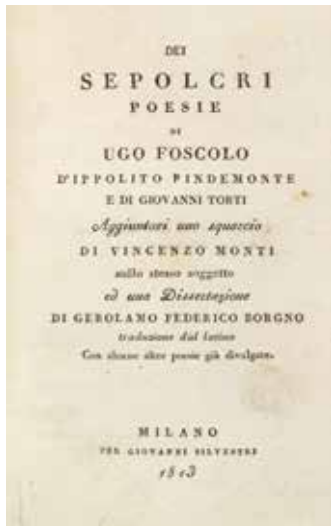 DEI
SEPOLCRI
POESIE
DI
UGO FOSCOLO
D'IPPOLITO PINDEMONTE
E DI GIOVANNI TORTI
Aggiuntovi uno squarcio
DI VINCENZO MONTI
sullo stesso soggetto
ed una Dissertazione
DI GEROLAMO FEDERICO BORGNO
traduzione dal latino
Con alcune altre poesie già divulgate.
MILANO
PER GIOVANNI SILVESTRI
1813